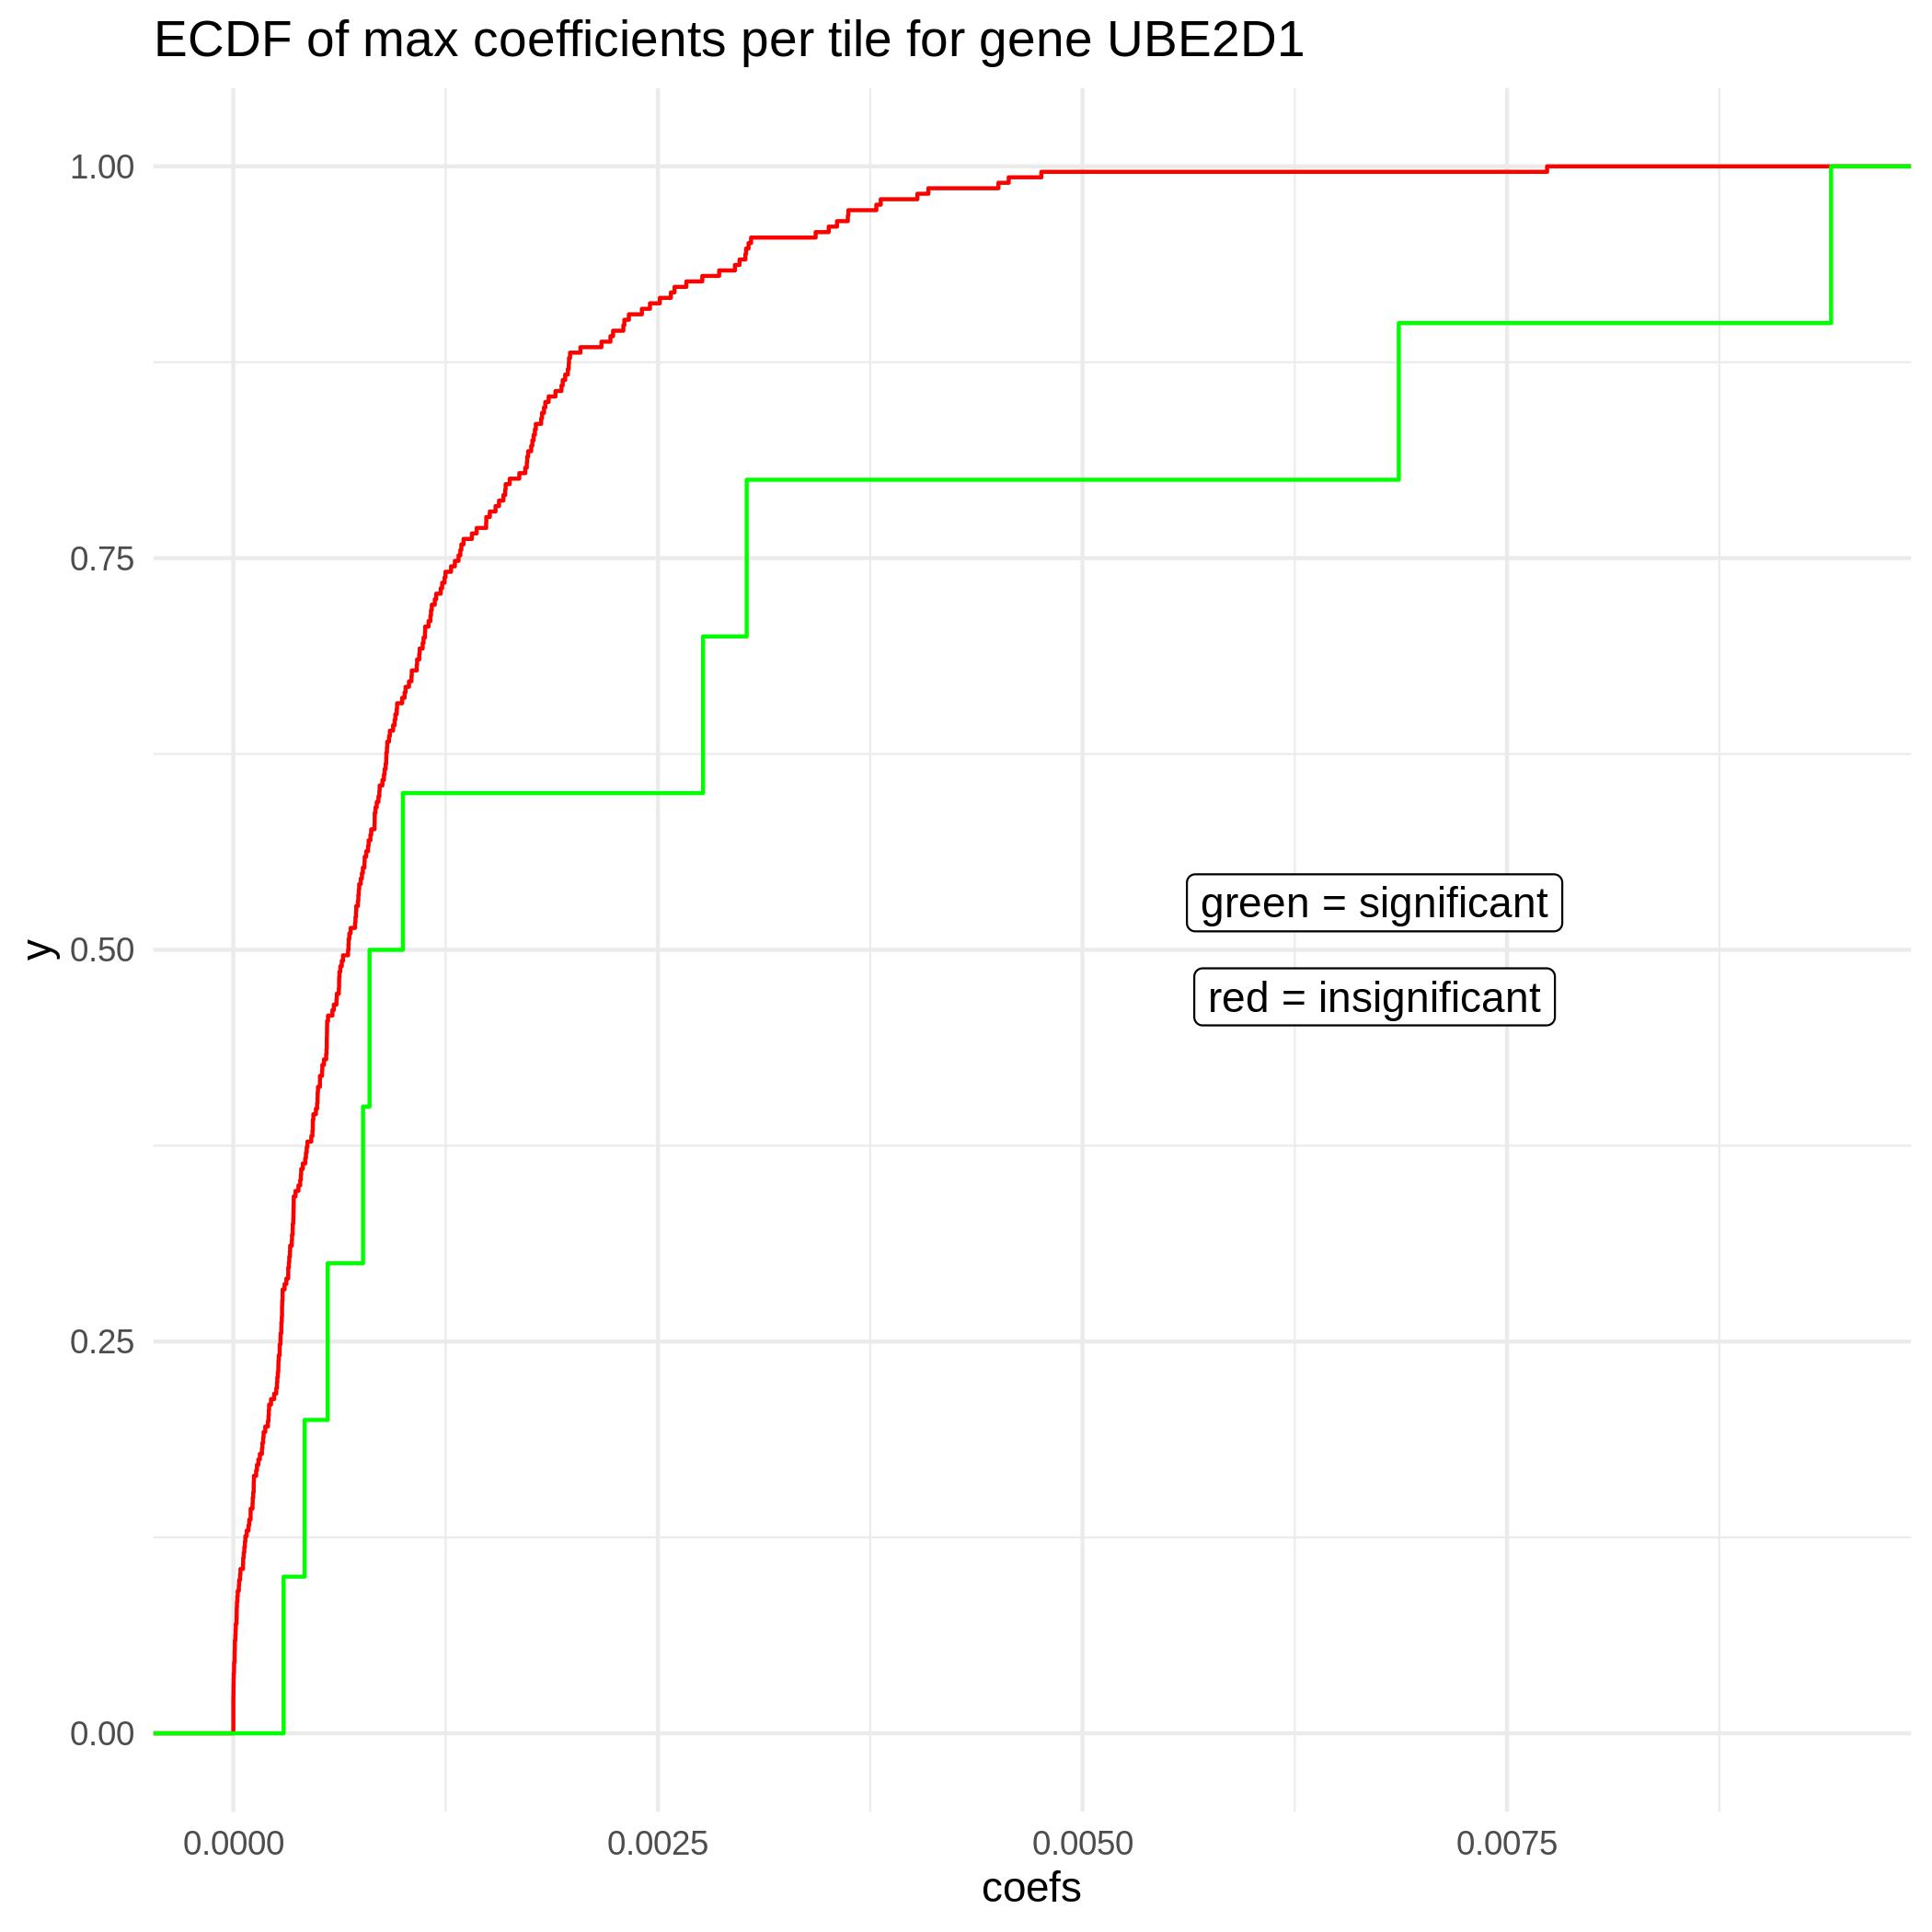 ECDF of max coefficients per tile for gene UBE2D1
1.00
0.75
0.50
0.25
0.00
y
green = significant
red = insignificant
0.0000
0.0025
0.0050
0.0075
coefs